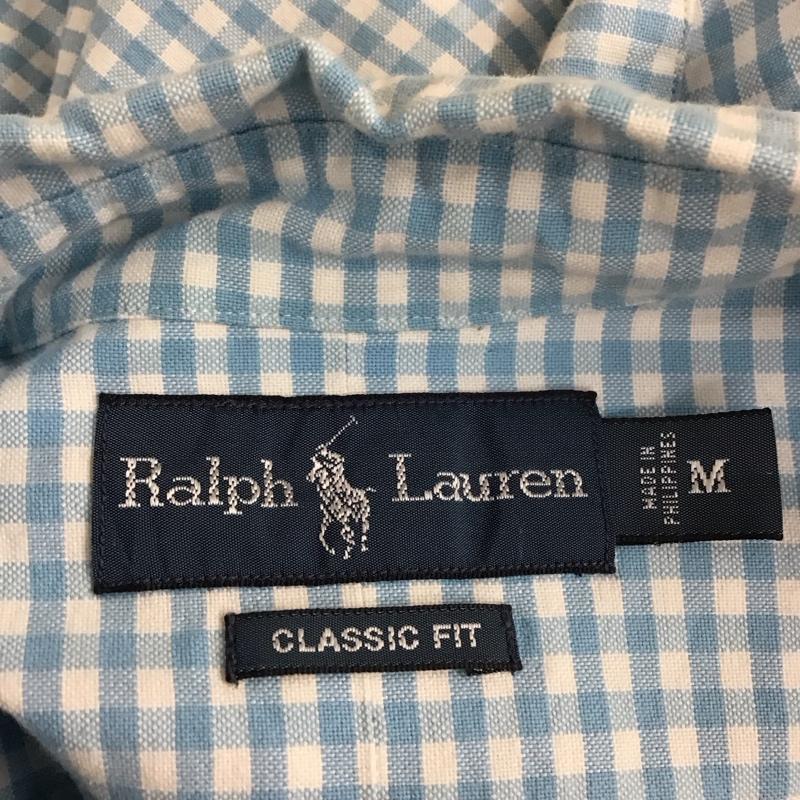 Ralph Lauren
MADE IN
PHILIPPINES
M
CLASSIC FIT